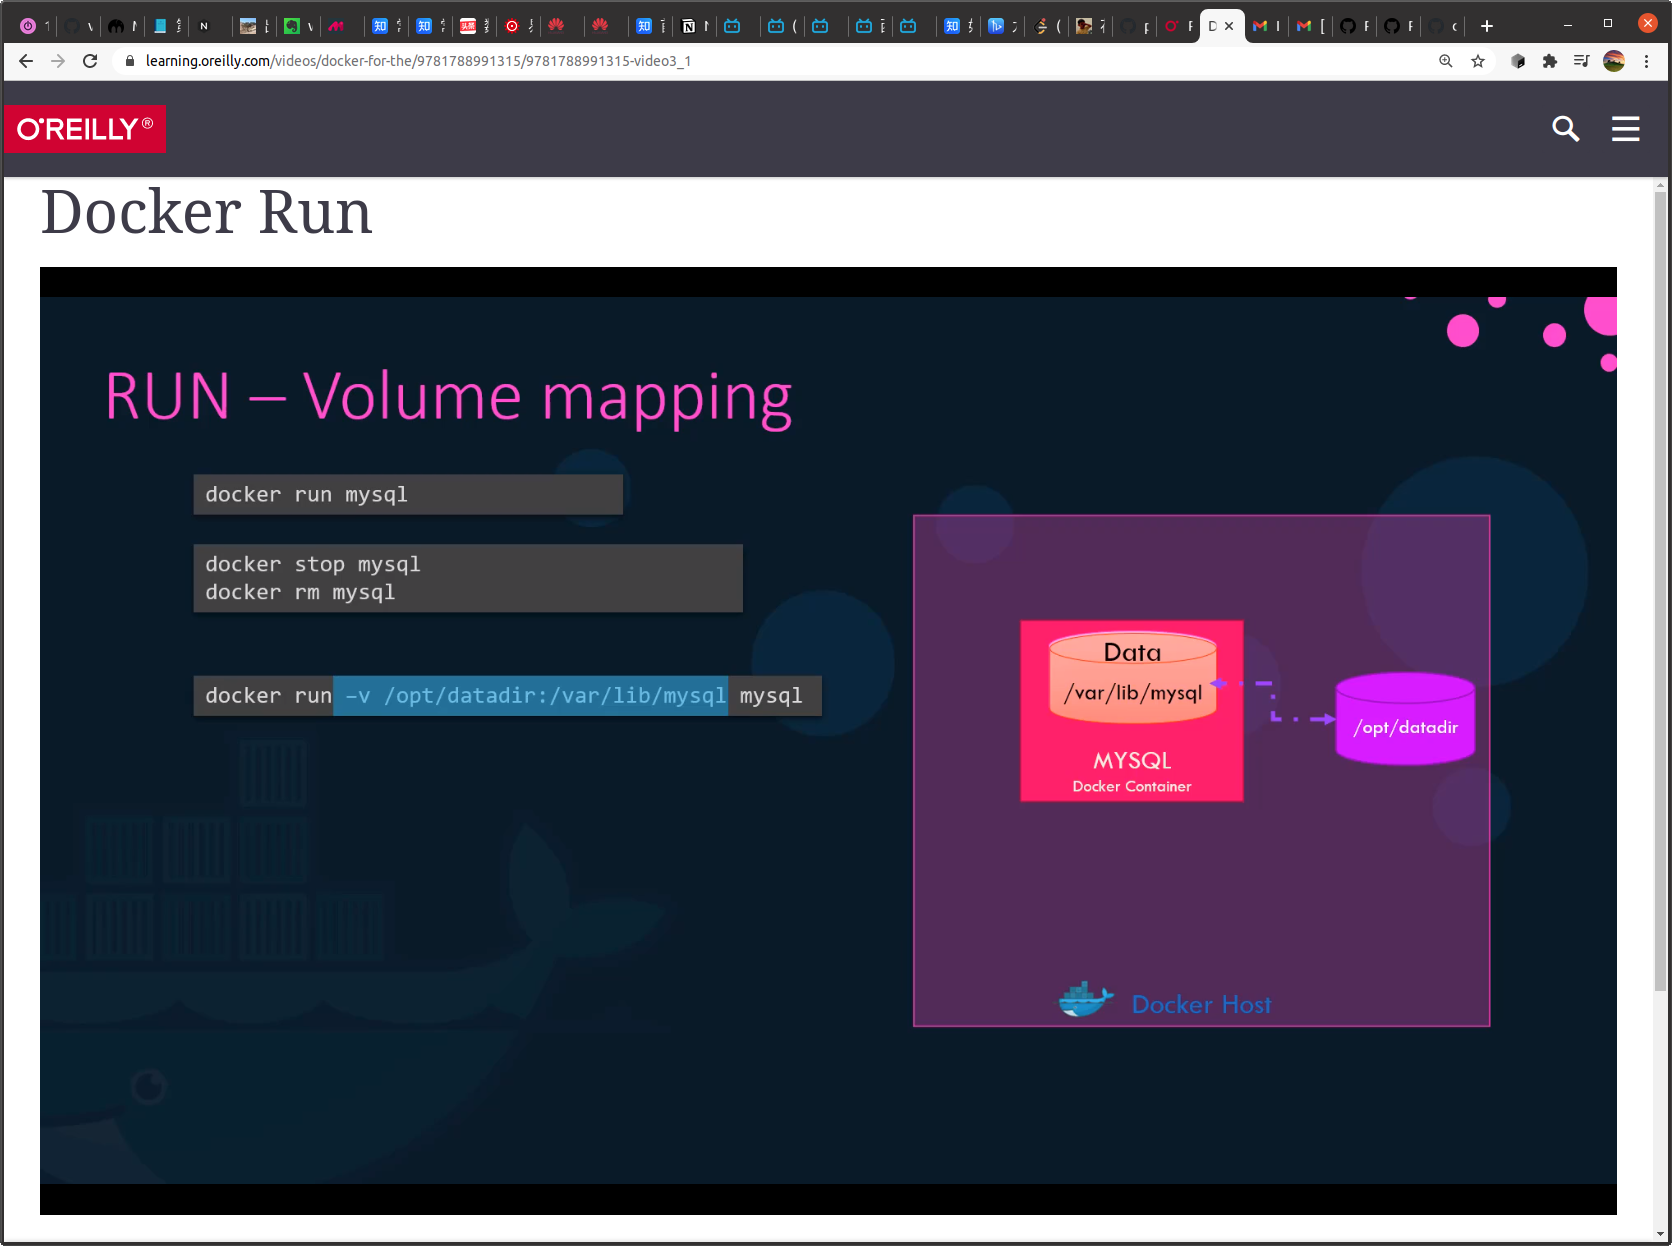 learning.oreilly.com/videos/docker-for-the/9781788991315/9781788991315-video3_1
O'REILLY®
Docker Run
RUN – Volume mapping
docker run mysql
docker stop mysql
docker rm mysql
docker run -v /opt/datadir:/var/lib/mysql mysql
Data
/var/lib/mysql
MYSQL
Docker Container
/opt/datadir
Docker Host